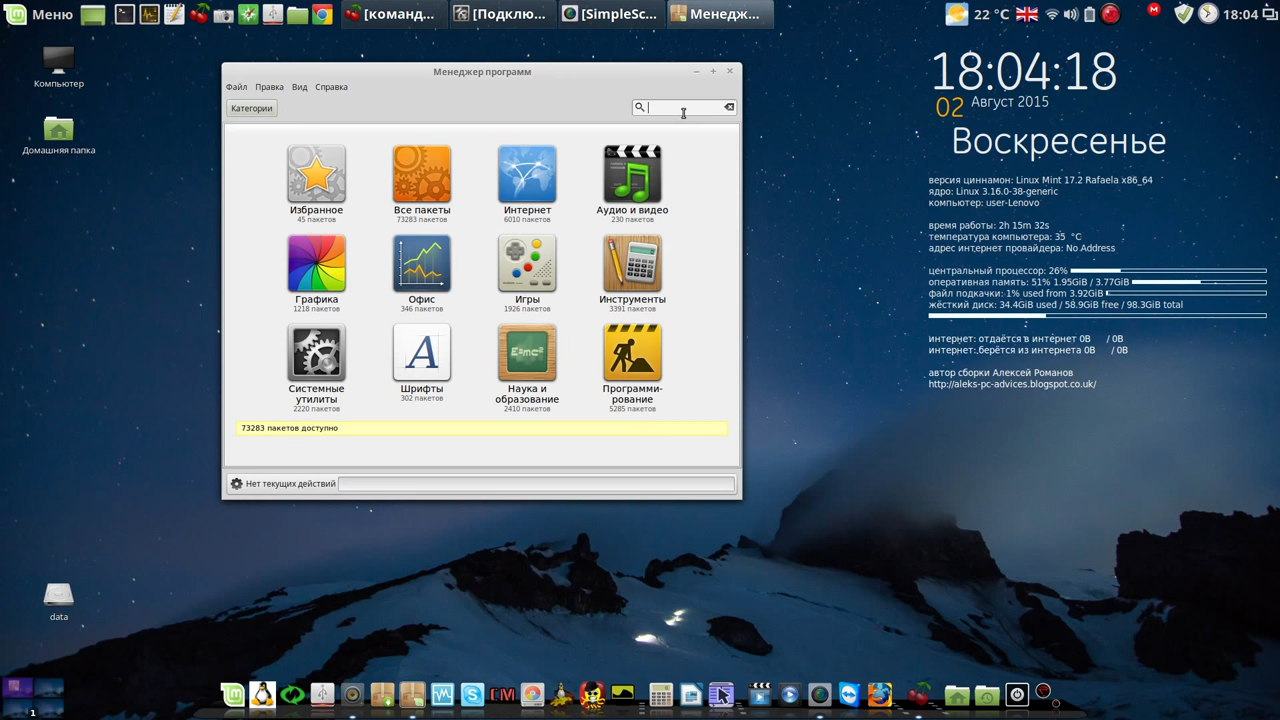 Меню
[команд...
[Подклю...
[SimpleSc...
Менедж...
22 °C
M
18:04
Компьютер
Домашняя папка
data
1
Менеджер программ
Файл Правка Вид Справка
Категории
Избранное
45 пакетов
Все пакеты
73283 пакетов
Интернет
6010 пакетов
Аудио и видео
230 пакетов
Графика
1218 пакетов
Офис
346 пакетов
Игры
1926 пакетов
Инструменты
3391 пакетов
Системные
утилиты
2220 пакетов
A
Шрифты
302 пакетов
E=mc²
Наука и
образование
2410 пакетов
Программи-
рование
5285 пакетов
73283 пакетов доступно
Нет текущих действий
18:04:18
02 Август 2015
Воскресенье
версия циннамон: Linux Mint 17.2 Rafaela x86_64
ядро: Linux 3.16.0-38-generic
компьютер: user-Lenovo
время работы: 2h 15m 32s
температура компьютера: 35 °C
адрес интернет провайдера: No Address
центральный процессор: 26%
оперативная память: 51% 1.95GiB / 3.77GiB
файл подкачки: 1% used from 3.92GiB
жёсткий диск: 34.4GiB used / 58.9GiB free / 98.3GiB total
интернет: отдаётся в интернет 0B / 0B
интернет: берётся из интернета 0B / 0B
автор сборки Алексей Романов
http://aleks-pc-advices.blogspot.co.uk/